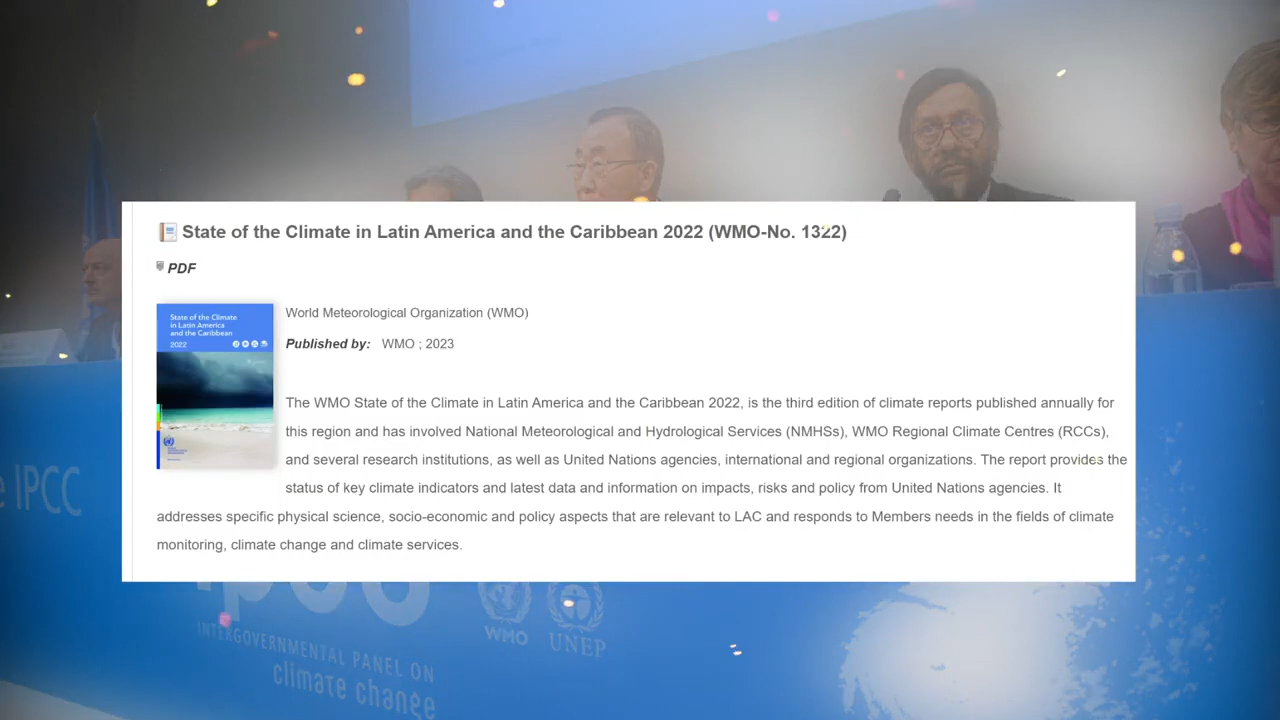 State of the Climate in Latin America and the Caribbean 2022 (WMO-No. 1322)
PDF
State of the Climate
in Latin America
and the Caribbean
2022
World Meteorological Organization (WMO)
Published by: WMO ; 2023
The WMO State of the Climate in Latin America and the Caribbean 2022, is the third edition of climate reports published annually for
this region and has involved National Meteorological and Hydrological Services (NMHSs), WMO Regional Climate Centres (RCCs),
and several research institutions, as well as United Nations agencies, international and regional organizations. The report provides the
status of key climate indicators and latest data and information on impacts, risks and policy from United Nations agencies. It
addresses specific physical science, socio-economic and policy aspects that are relevant to LAC and responds to Members needs in the fields of climate
monitoring, climate change and climate services.
e IPCC
ipcc
INTERGOVERNMENTAL PANEL ON
climate change
WMO
UNEP